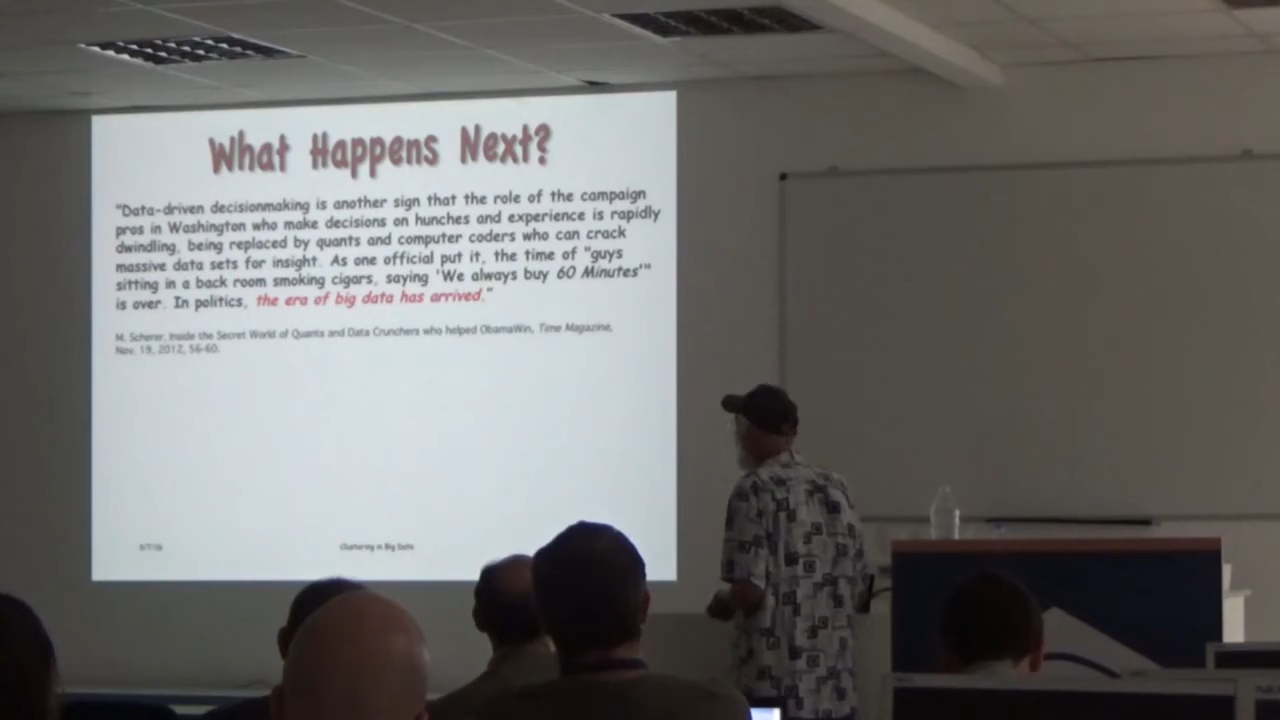 What Happens Next?
"Data-driven decisionmaking is another sign that the role of the campaign
pros in Washington who make decisions on hunches and experience is rapidly
dwindling, being replaced by quants and computer coders who can crack
massive data sets for insight. As one official put it, the time of "guys
sitting in a back room smoking cigars, saying 'We always buy 60 Minutes'"
is over. In politics, the era of big data has arrived."
M. Scherer, Inside the Secret World of Quants and Data Crunchers who helped ObamaWin, Time Magazine,
Nov. 19, 2012, 56-60.
Clustering in Big Data